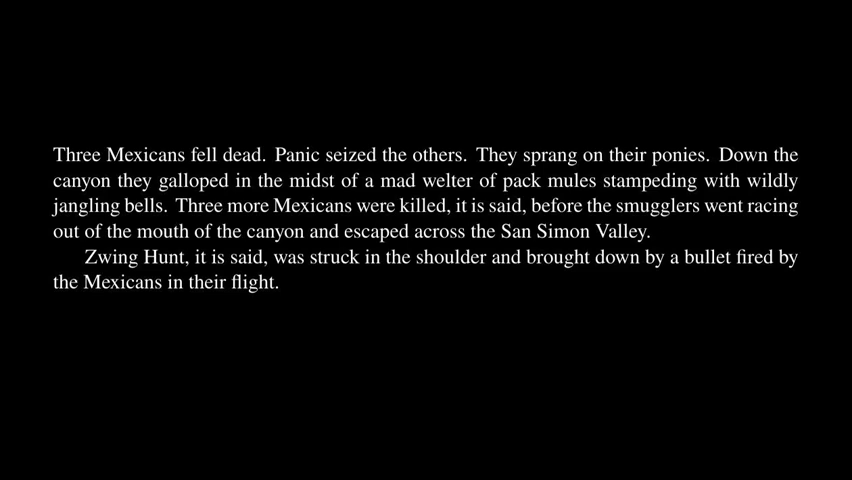 Three Mexicans fell dead. Panic seized the others. They sprang on their ponies. Down the
canyon they galloped in the midst of a mad welter of pack mules stampeding with wildly
jangling bells. Three more Mexicans were killed, it is said, before the smugglers went racing
out of the mouth of the canyon and escaped across the San Simon Valley.
Zwing Hunt, it is said, was struck in the shoulder and brought down by a bullet fired by
the Mexicans in their flight.